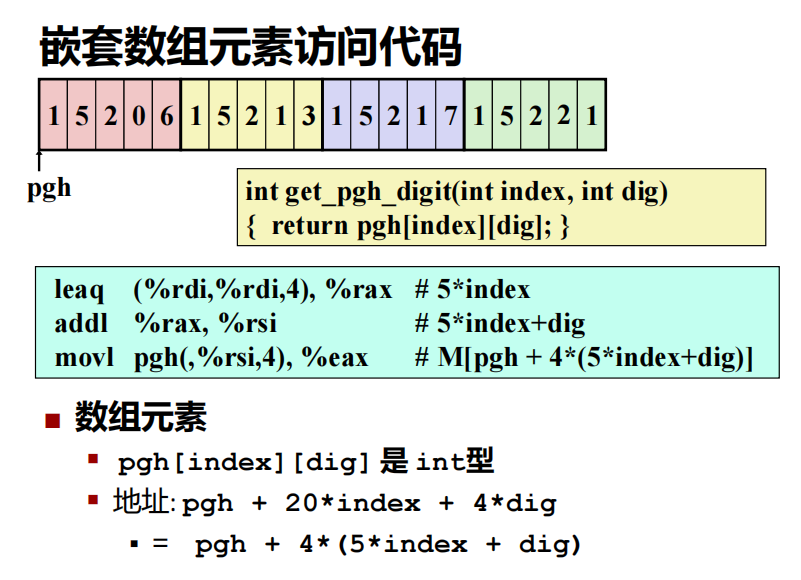 嵌套数组元素访问代码
1 5 2 0 6 1 5 2 1 3 1 5 2 1 7 1 5 2 2 1
pgh
int get_pgh_digit(int index, int dig)
{ return pgh[index][dig]; }
leaq (%rdi,%rdi,4), %rax # 5*index
addl %rax, %rsi # 5*index+dig
movl pgh(,%rsi,4), %eax # M[pgh + 4*(5*index+dig)]
数组元素
pgh[index][dig] 是 int型
地址: pgh + 20*index + 4*dig
= pgh + 4*(5*index + dig)